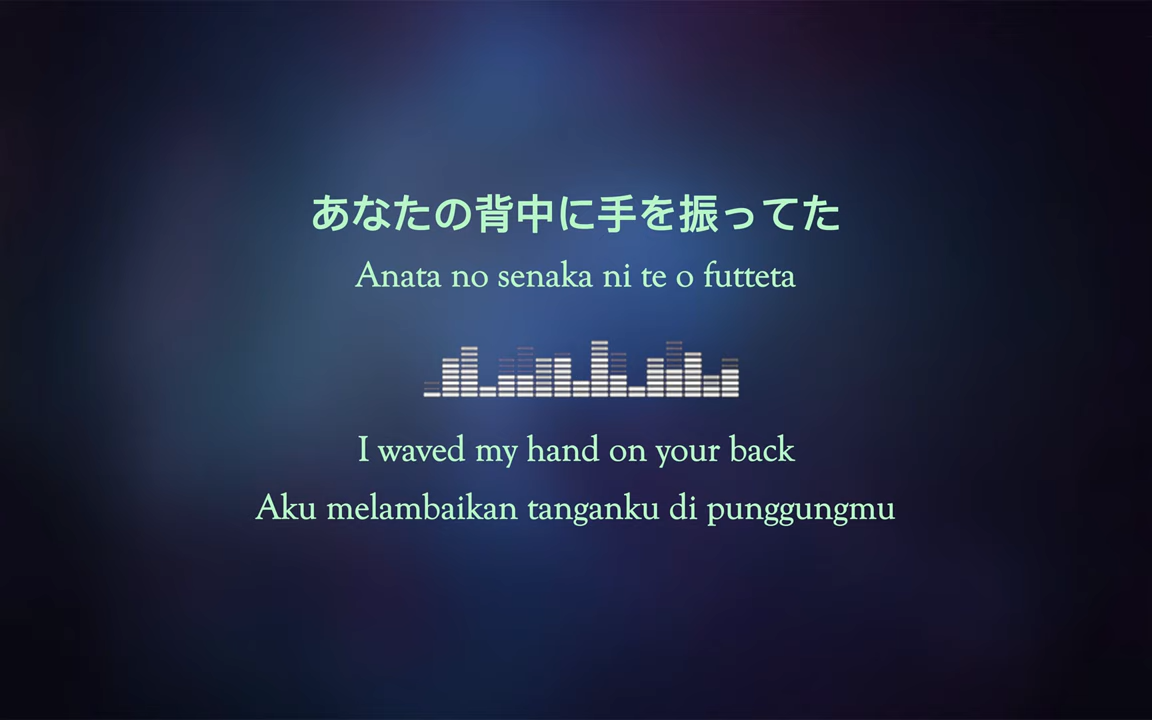 あなたの背中に手を振ってた
Anata no senaka ni te o futteta
I waved my hand on your back
Aku melambaikan tanganku di punggungmu